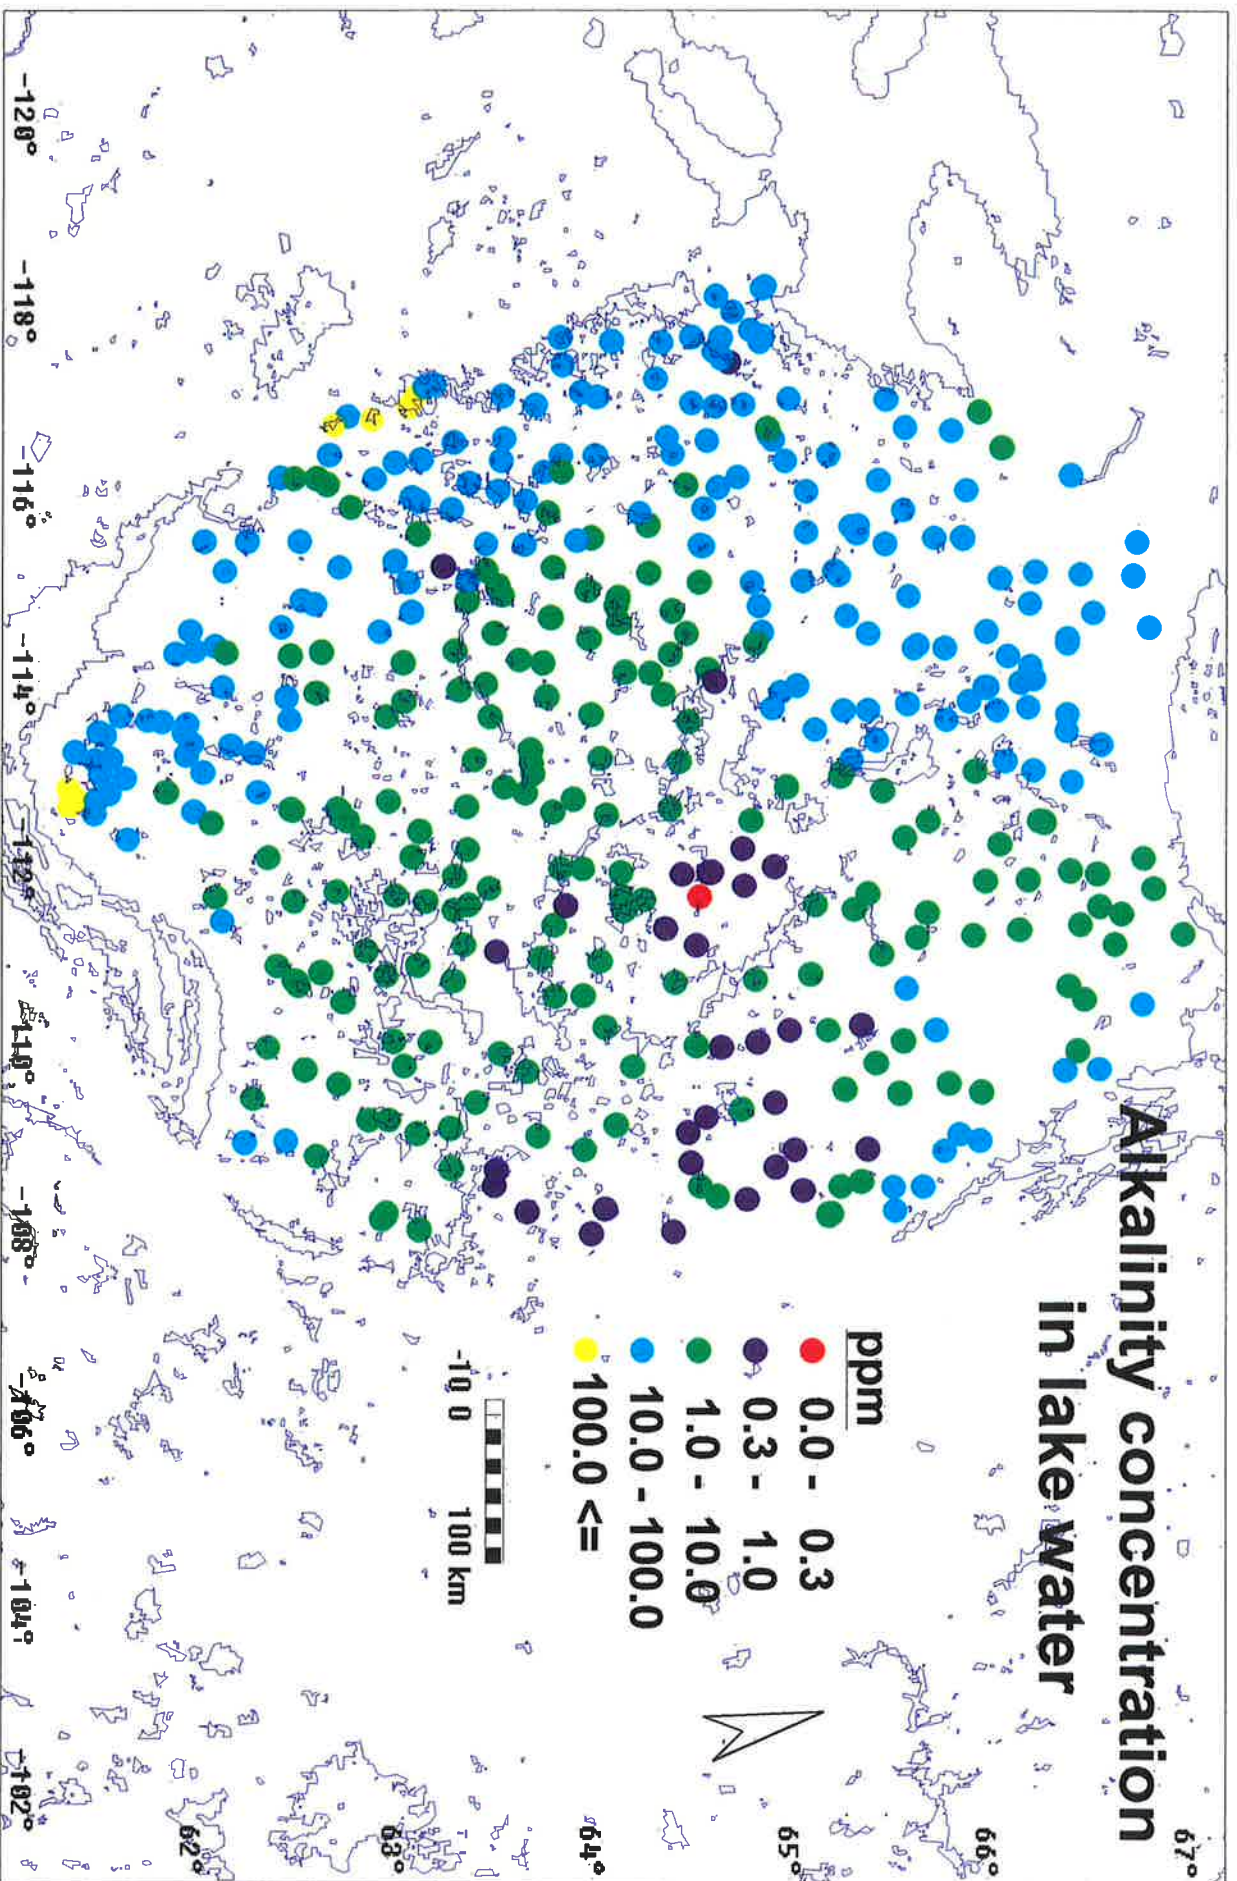 Alkalinity concentration
in lake water
ppm
0.0 - 0.3
0.3 - 1.0
1.0 - 10.0
10.0 - 100.0
100.0 <=
-10 0 100 km
67°
66°
65°
64°
63°
62°
-120°
-118°
-116°
-114°
-112°
-110°
-108°
-106°
-104°
-102°